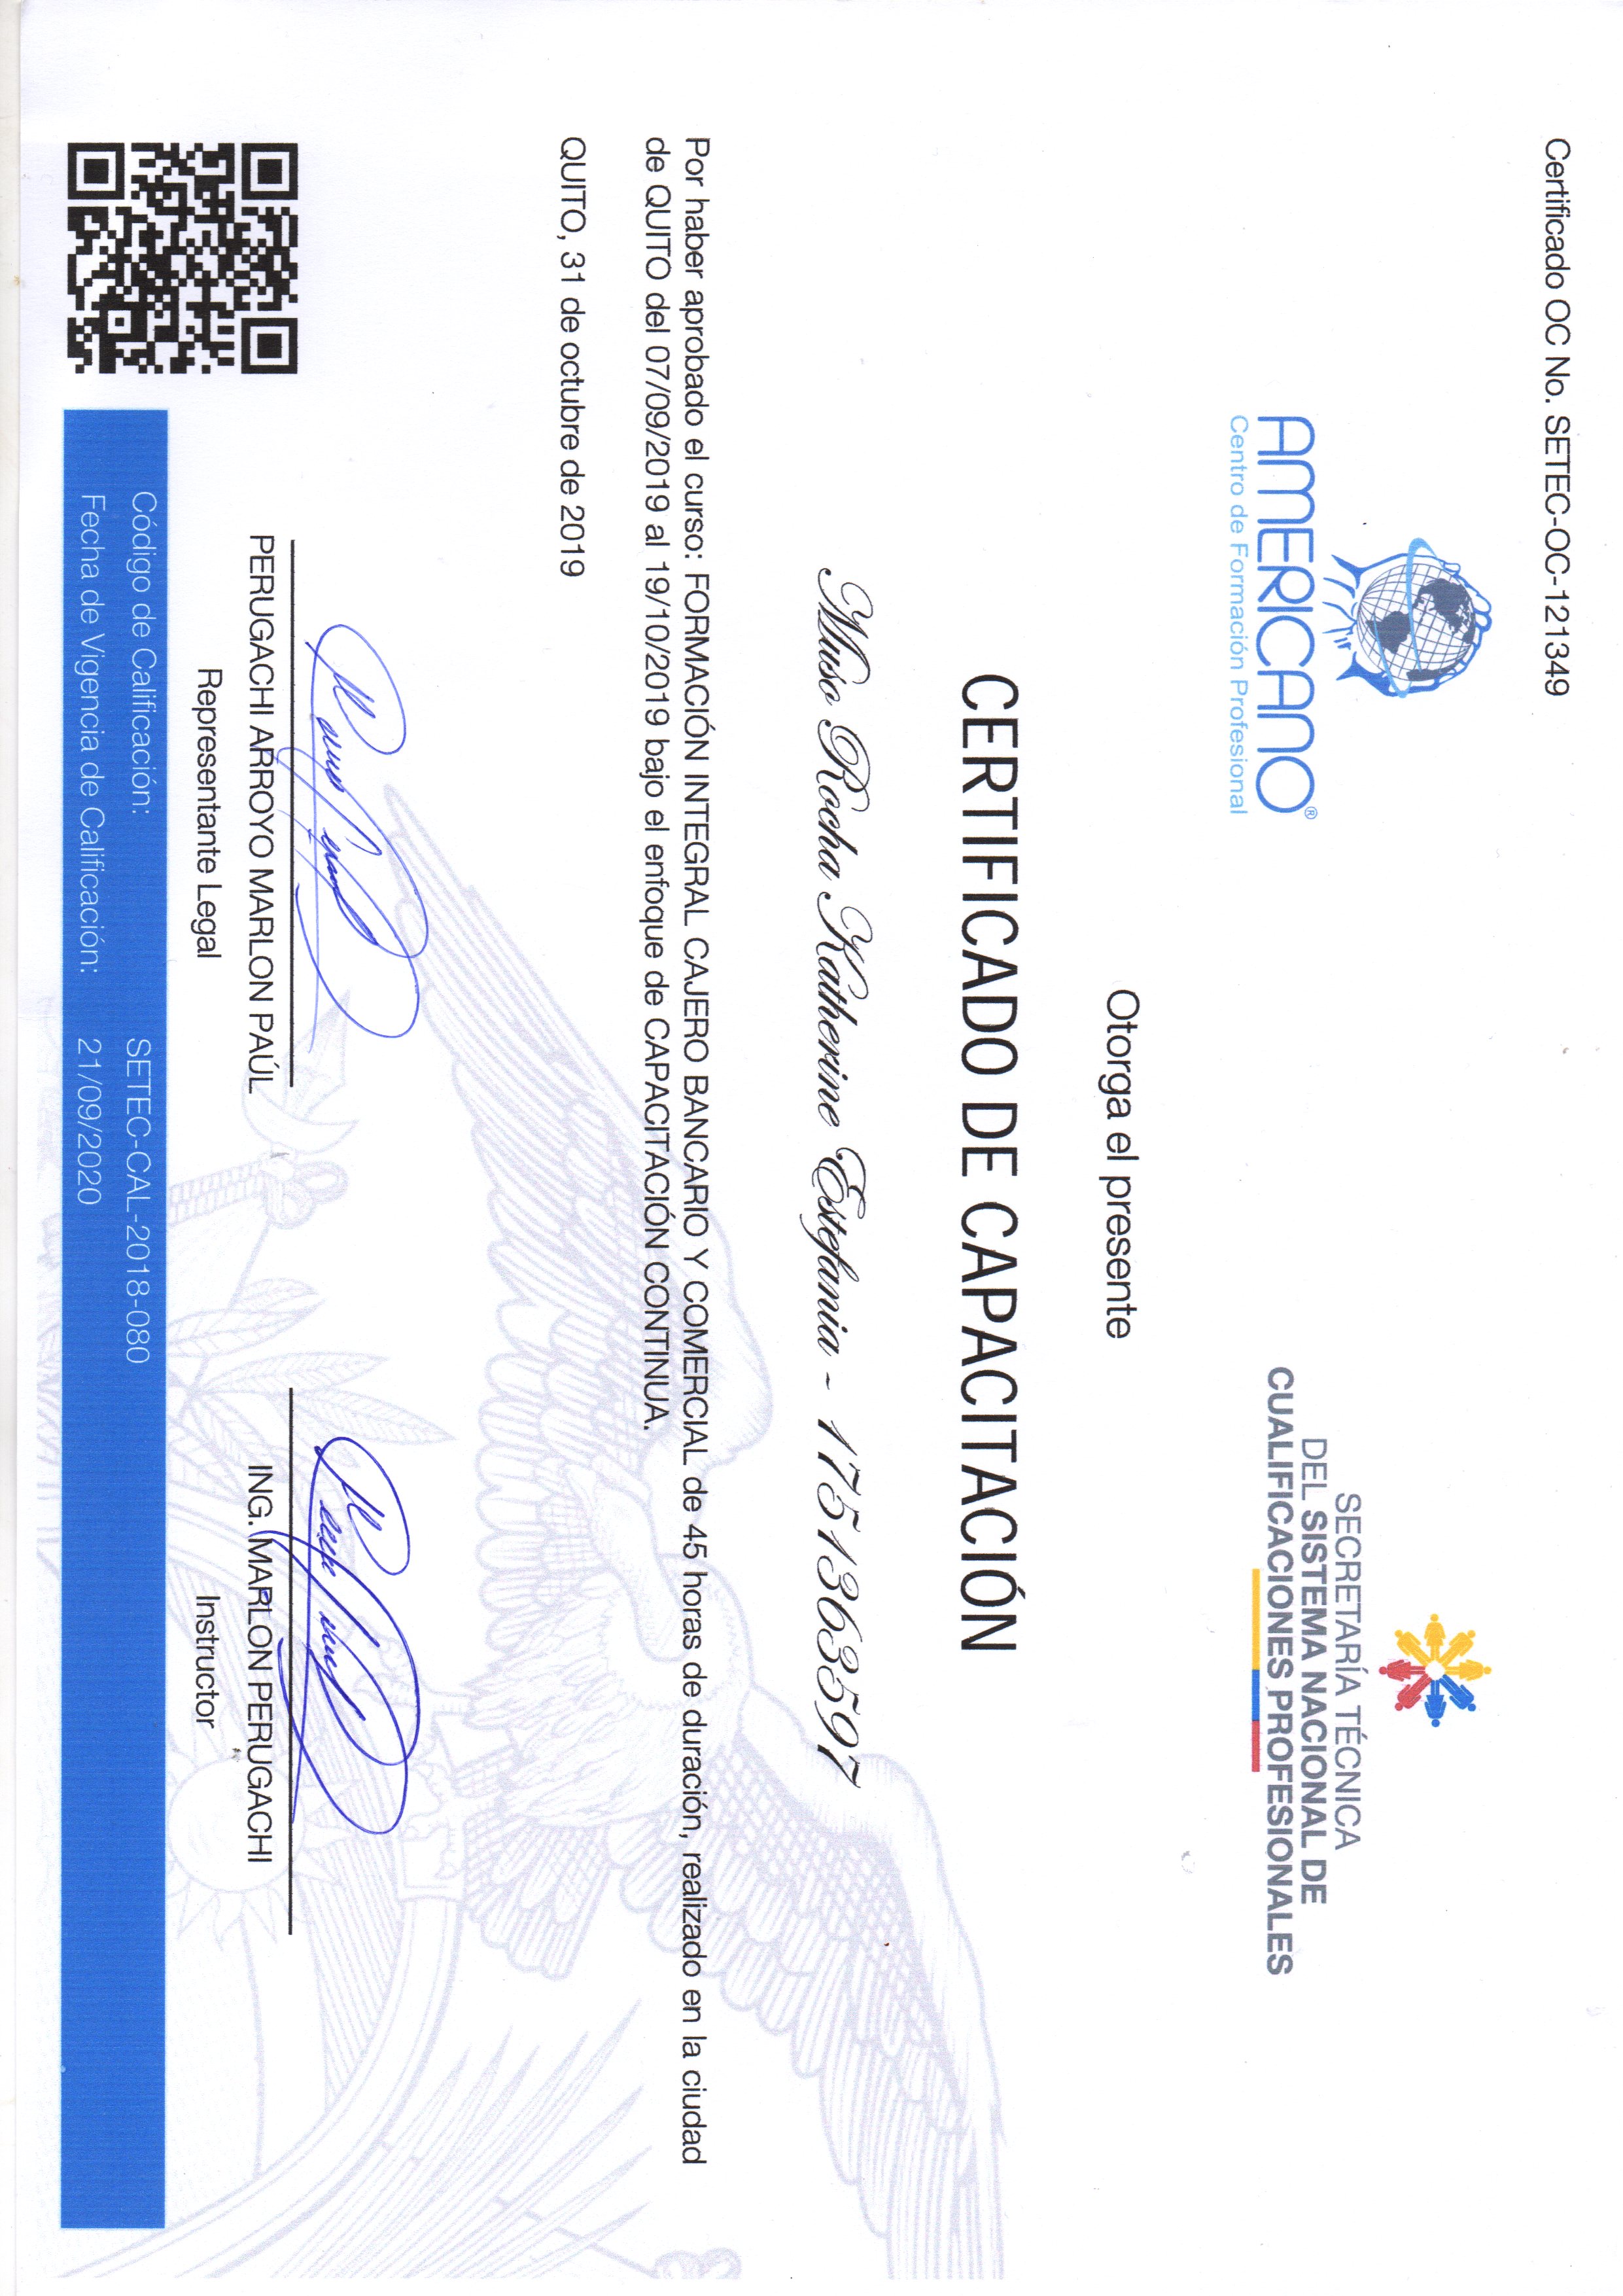 Certificado OC No. SETEC-OC-121349
AMERICANO®
Centro de Formación Profesional
SECRETARÍA TÉCNICA
DEL SISTEMA NACIONAL DE
CUALIFICACIONES PROFESIONALES
Otorga el presente
CERTIFICADO DE CAPACITACIÓN
Muso Rocha Katherine Estefania - 1751363597
Por haber aprobado el curso: FORMACIÓN INTEGRAL CAJERO BANCARIO Y COMERCIAL de 45 horas de duración, realizado en la ciudad
de QUITO del 07/09/2019 al 19/10/2019 bajo el enfoque de CAPACITACIÓN CONTINUA.
QUITO, 31 de octubre de 2019
PERUGACHI ARROYO MARLON PAÚL
Representante Legal
ING. MARLON PERUGACHI
Instructor
Código de Calificación: SETEC-CAL-2018-080
Fecha de Vigencia de Calificación: 21/09/2020